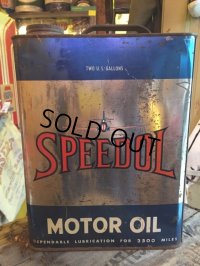 TWO U.S. GALLONS
SOLD OUT
SPEEDOL
MOTOR OIL
DEPENDABLE LUBRICATION FOR 2500 MILES